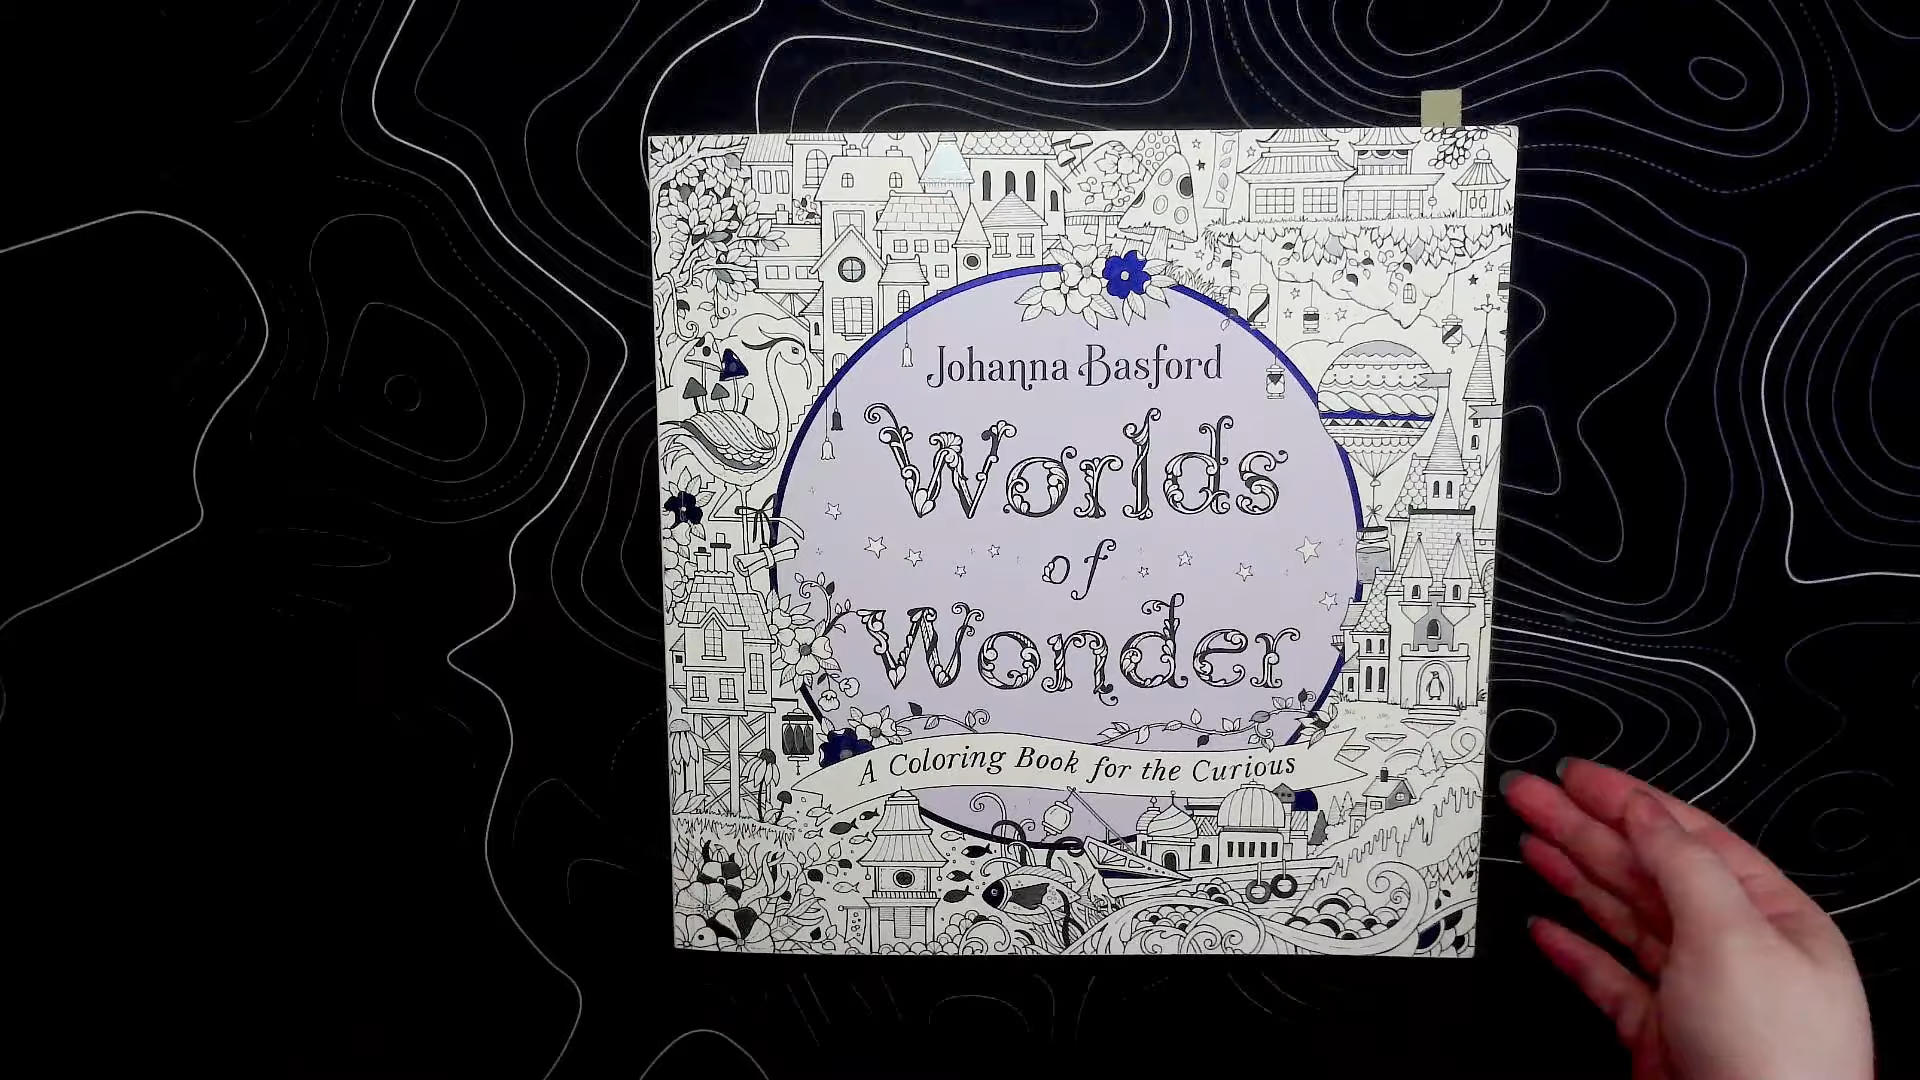 Johanna Basford
Worlds
of
Wonder
A Coloring Book for the Curious